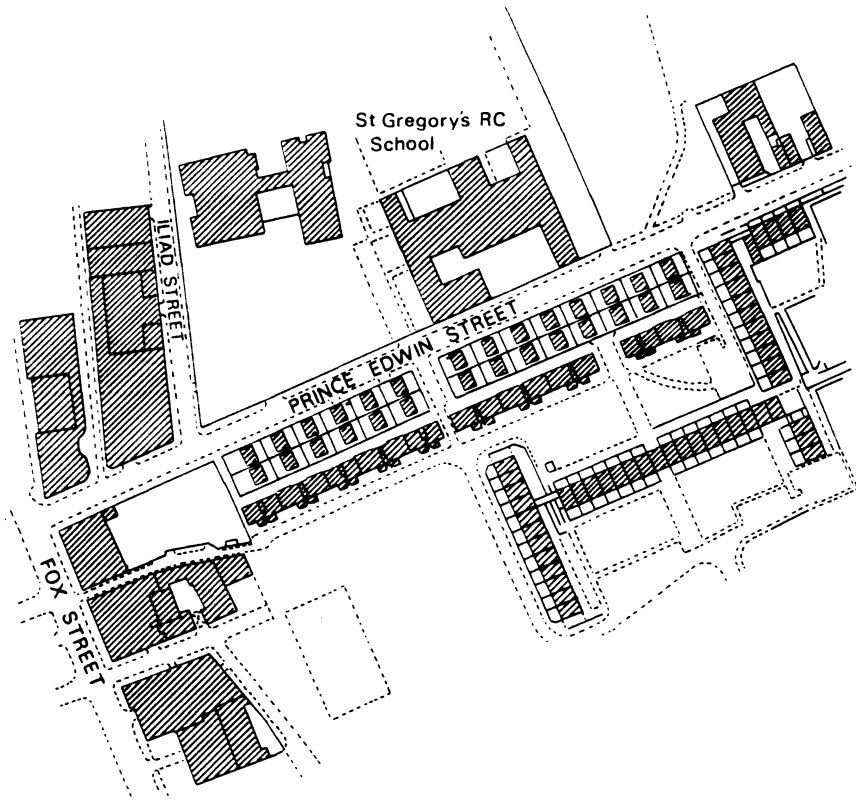 St Gregory's RC
School
ILIAD STREET
PRINCE EDWIN STREET
FOX STREET